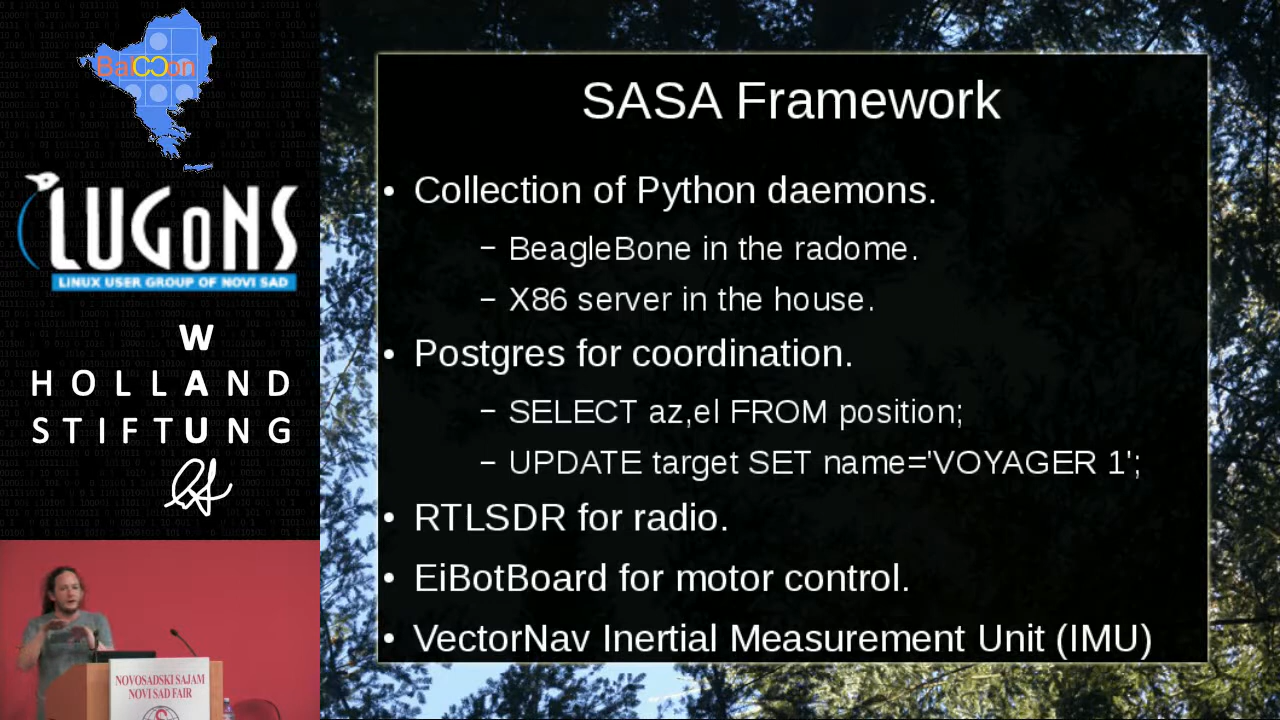 BalCCon
LUGoNS
LINUX USER GROUP OF NOVI SAD
W
HOLLAND
STIFTUNG
NOVOSADSKI SAJAM
NOVI SAD FAIR
SASA Framework
• Collection of Python daemons.
– BeagleBone in the radome.
– X86 server in the house.
• Postgres for coordination.
– SELECT az,el FROM position;
– UPDATE target SET name='VOYAGER 1';
• RTLSDR for radio.
• EiBotBoard for motor control.
• VectorNav Inertial Measurement Unit (IMU)